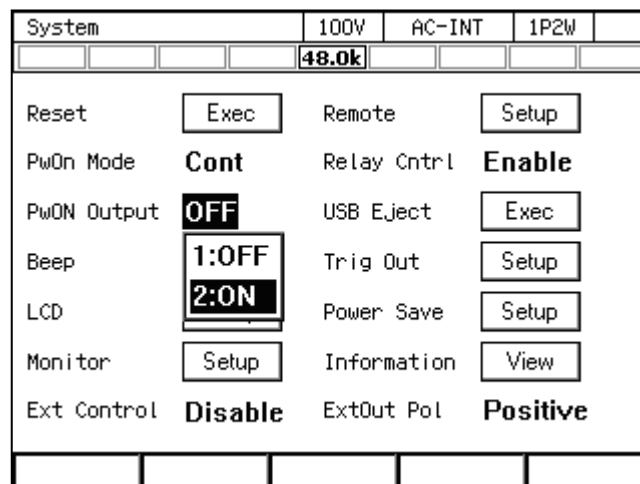 System 100V AC-INT 1P2W
48.0k
Reset Exec Remote Setup
PwOn Mode Cont Relay Cntrl Enable
PwON Output OFF USB Eject Exec
Beep 1:OFF Trig Out Setup
LCD 2:ON Power Save Setup
Monitor Setup Information View
Ext Control Disable ExtOut Pol Positive